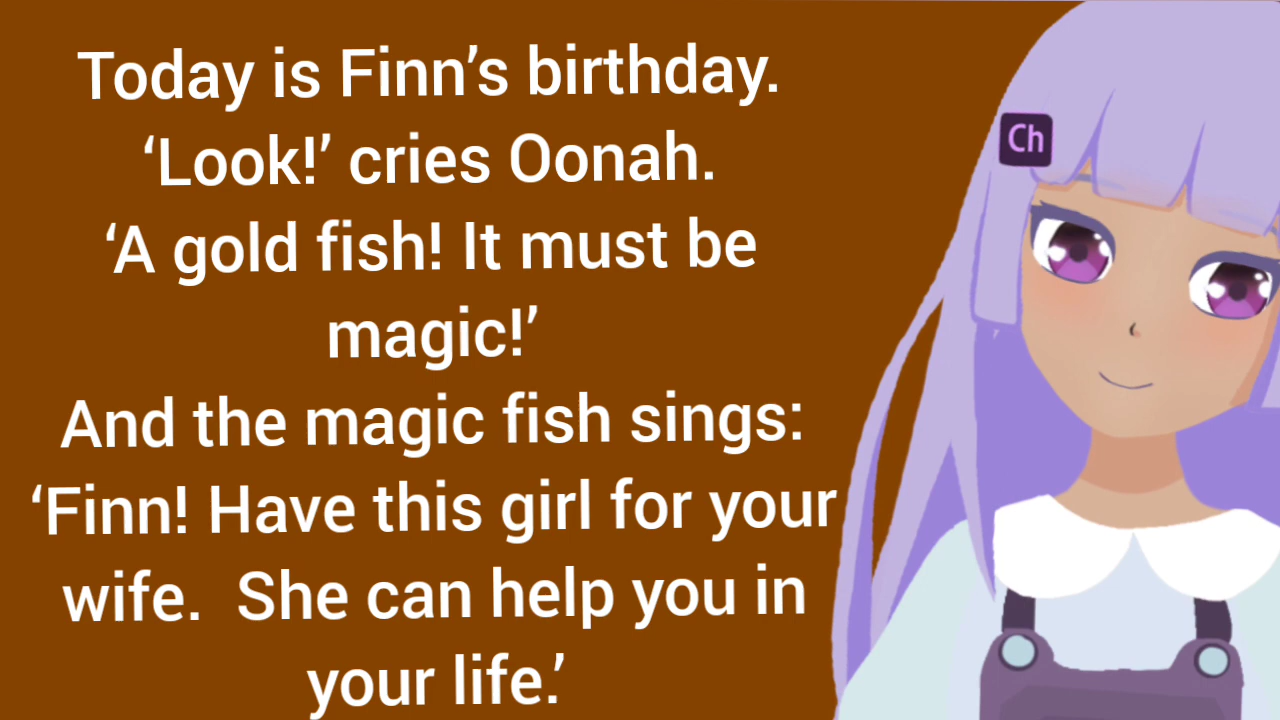 Today is Finn’s birthday.
‘Look!’ cries Oonah.
‘A gold fish! It must be
magic!’
And the magic fish sings:
‘Finn! Have this girl for your
wife.  She can help you in
your life.’
Ch